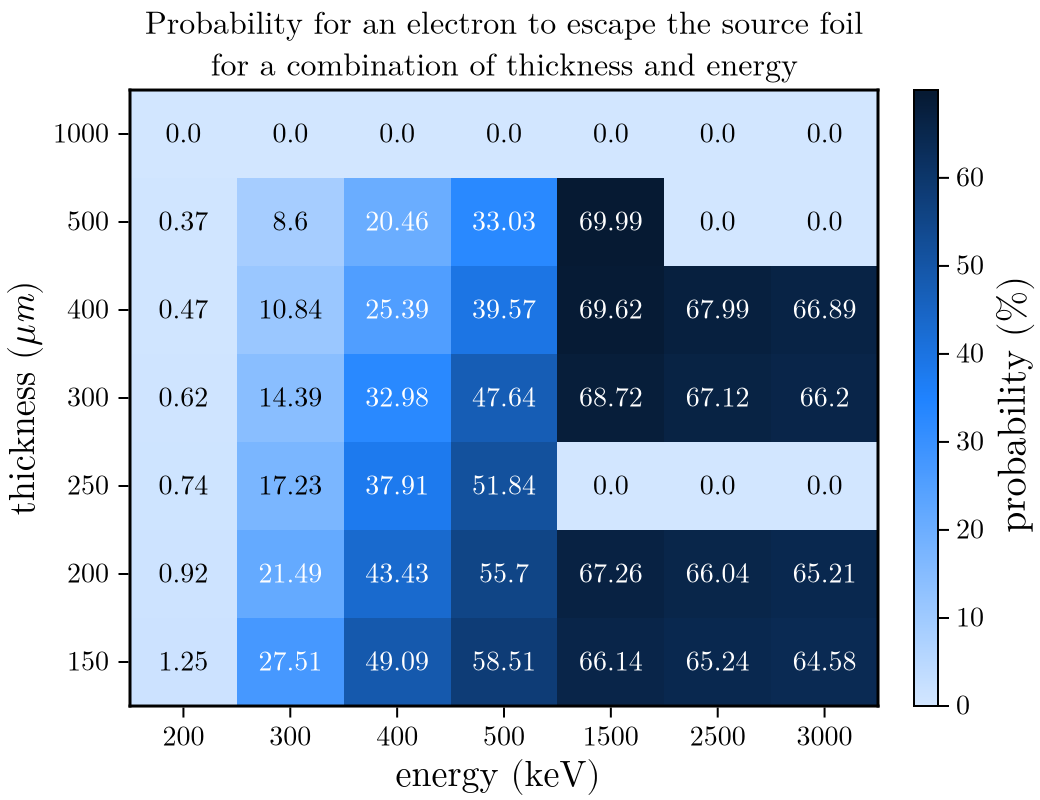 Probability for an electron to escape the source foil
for a combination of thickness and energy
1000 0.0 0.0 0.0 0.0 0.0 0.0 0.0
500 0.37 8.6 20.46 33.03 69.99 0.0 0.0
400 0.47 10.84 25.39 39.57 69.62 67.99 66.89
300 0.62 14.39 32.98 47.64 68.72 67.12 66.2
250 0.74 17.23 37.91 51.84 0.0 0.0 0.0
200 0.92 21.49 43.43 55.7 67.26 66.04 65.21
150 1.25 27.51 49.09 58.51 66.14 65.24 64.58
200 300 400 500 1500 2500 3000
energy (keV)
thickness (μm)
60
50
40
30
20
10
0
probability (%)